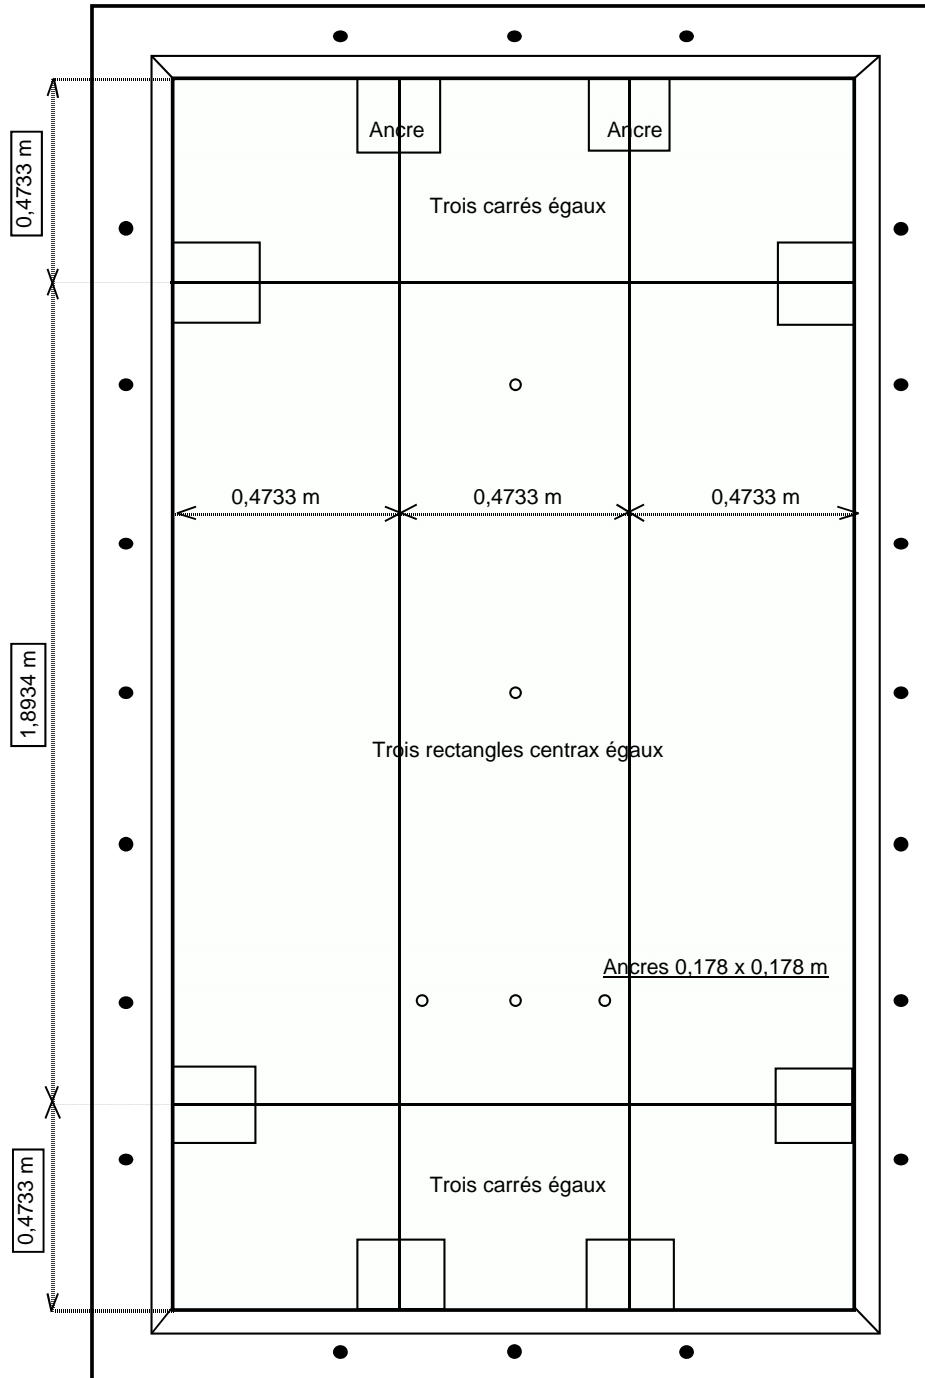 Ancre
Ancre
0,4733 m
Trois carrés égaux
0,4733 m
0,4733 m
0,4733 m
1,8934 m
Trois rectangles centrax égaux
Ancres 0,178 x 0,178 m
0,4733 m
Trois carrés égaux